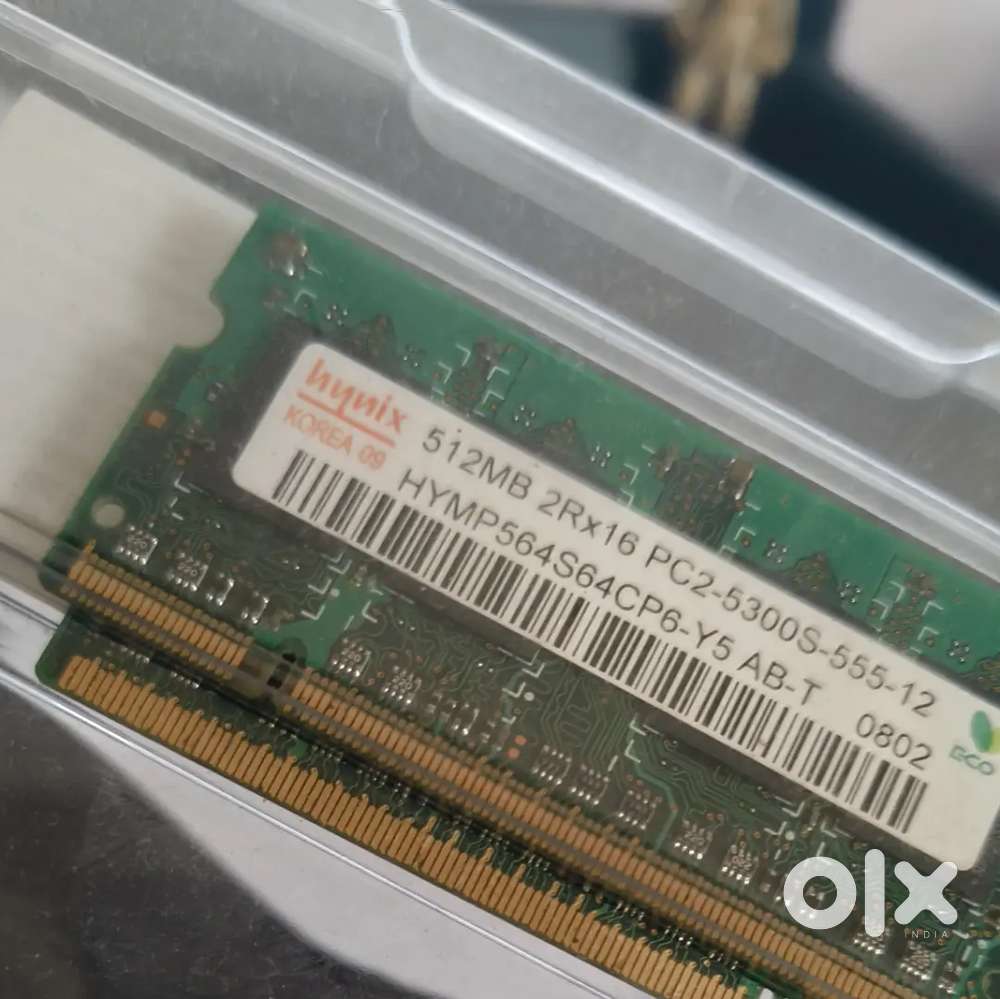 hynix
KOREA 09
512MB 2Rx16 PC2-5300S-555-12
HYMP564S64CP6-Y5 AB-T 0802
ECO
olx
INDIA